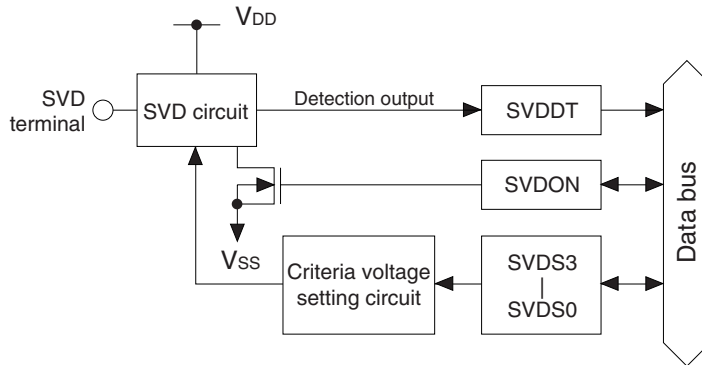 VDD
SVD
terminal
SVD circuit
Detection output
SVDDT
SVDON
VSS
Criteria voltage
setting circuit
SVDS3
SVDS0
Data bus